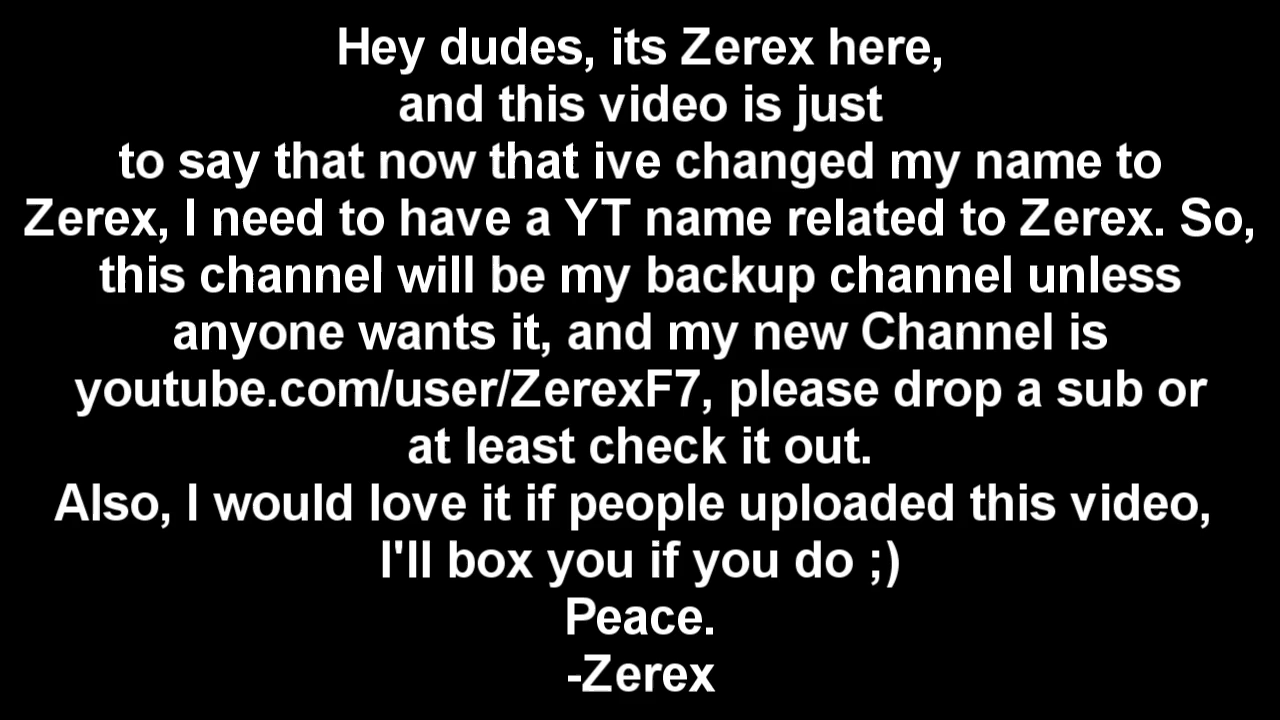 Hey dudes, its Zerex here,
and this video is just
to say that now that ive changed my name to
Zerex, I need to have a YT name related to Zerex. So,
this channel will be my backup channel unless
anyone wants it, and my new Channel is
youtube.com/user/ZerexF7, please drop a sub or
at least check it out.
Also, I would love it if people uploaded this video,
I'll box you if you do ;)
Peace.
-Zerex